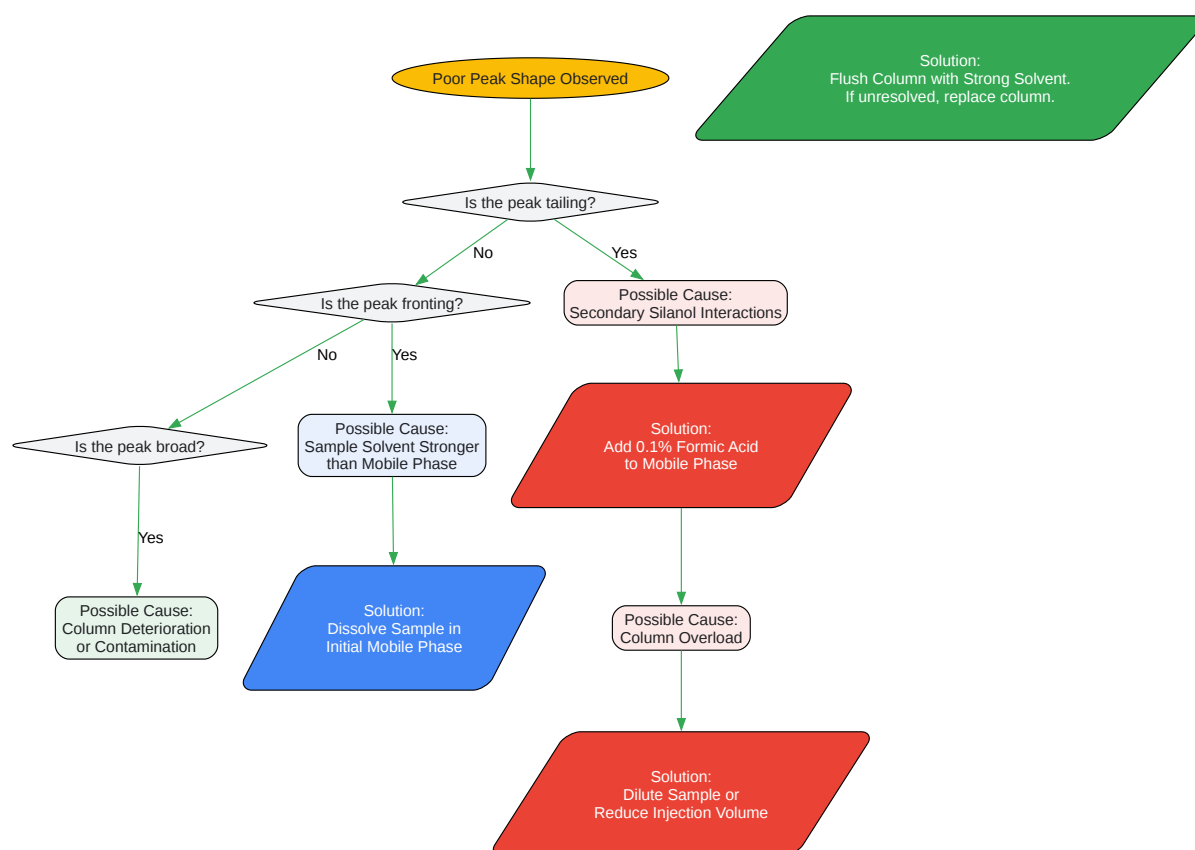 Solution:
Flush Column with Strong Solvent.
If unresolved, replace column.
Poor Peak Shape Observed
Is the peak tailing?
No
Yes
Is the peak fronting?
Possible Cause:
Secondary Silanol Interactions
No
Yes
Is the peak broad?
Possible Cause:
Sample Solvent Stronger
than Mobile Phase
Solution:
Add 0.1% Formic Acid
to Mobile Phase
Yes
Possible Cause:
Column Deterioration
or Contamination
Solution:
Dissolve Sample in
Initial Mobile Phase
Possible Cause:
Column Overload
Solution:
Dilute Sample or
Reduce Injection Volume